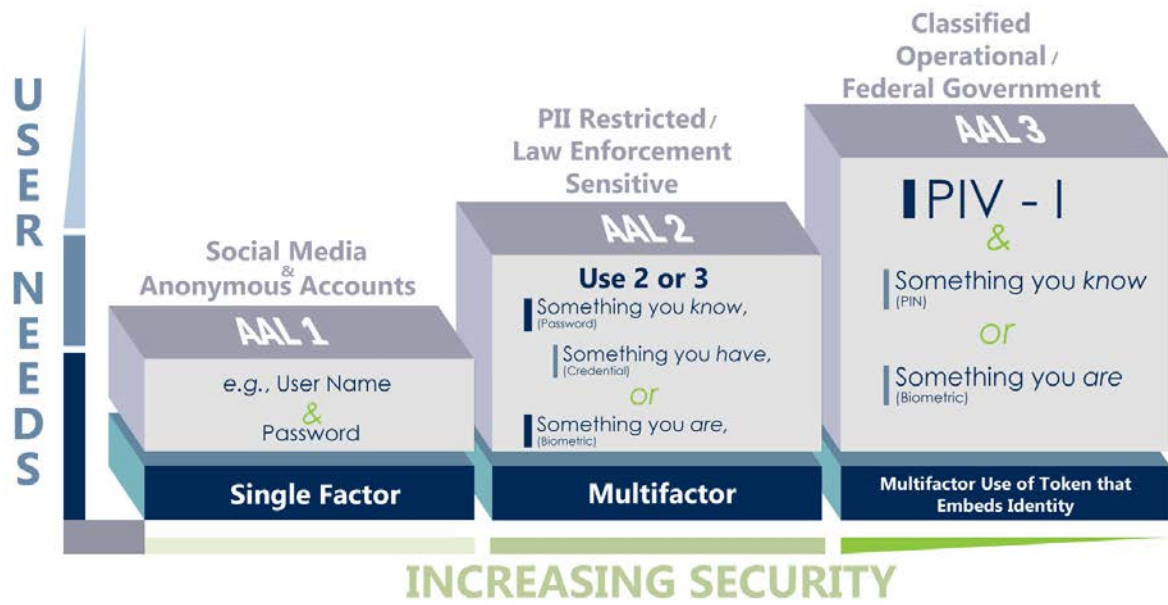 USER NEEDS
Social Media
&
Anonymous Accounts
AAL 1
e.g., User Name
&
Password
Single Factor
PII Restricted /
Law Enforcement
Sensitive
AAL 2
Use 2 or 3
Something you know,
(Password)
Something you have,
(Credential)
or
Something you are,
(Biometric)
Multifactor
Classified
Operational /
Federal Government
AAL 3
PIV - I
&
Something you know
(PIN)
or
Something you are
(Biometric)
Multifactor Use of Token that
Embeds Identity
INCREASING SECURITY